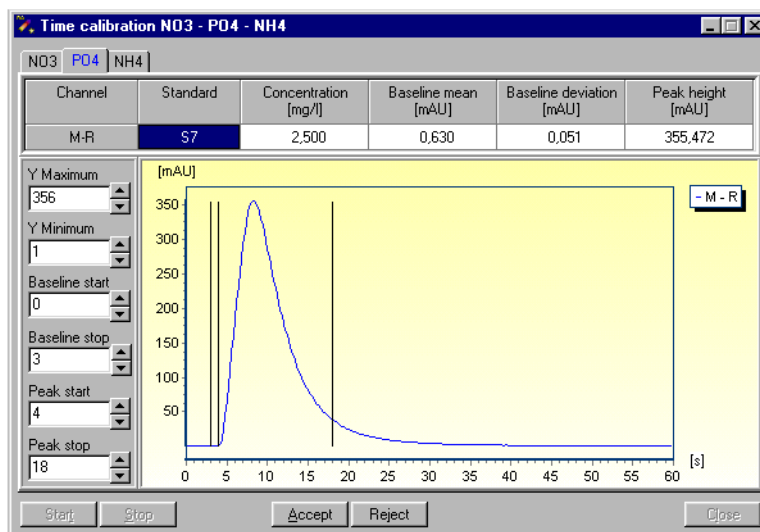 Time calibration NO3 - PO4 - NH4
NO3 PO4 NH4
Channel Standard Concentration [mg/l] Baseline mean [mAU] Baseline deviation [mAU] Peak height [mAU]
M-R S7 2,500 0,630 0,051 355,472
Y Maximum
356
Y Minimum
1
Baseline start
0
Baseline stop
3
Peak start
4
Peak stop
18
[mAU]
350
300
250
200
150
100
50
0 5 10 15 20 25 30 35 40 45 50 55 60
[s]
M - R
Start Stop Accept Reject Close